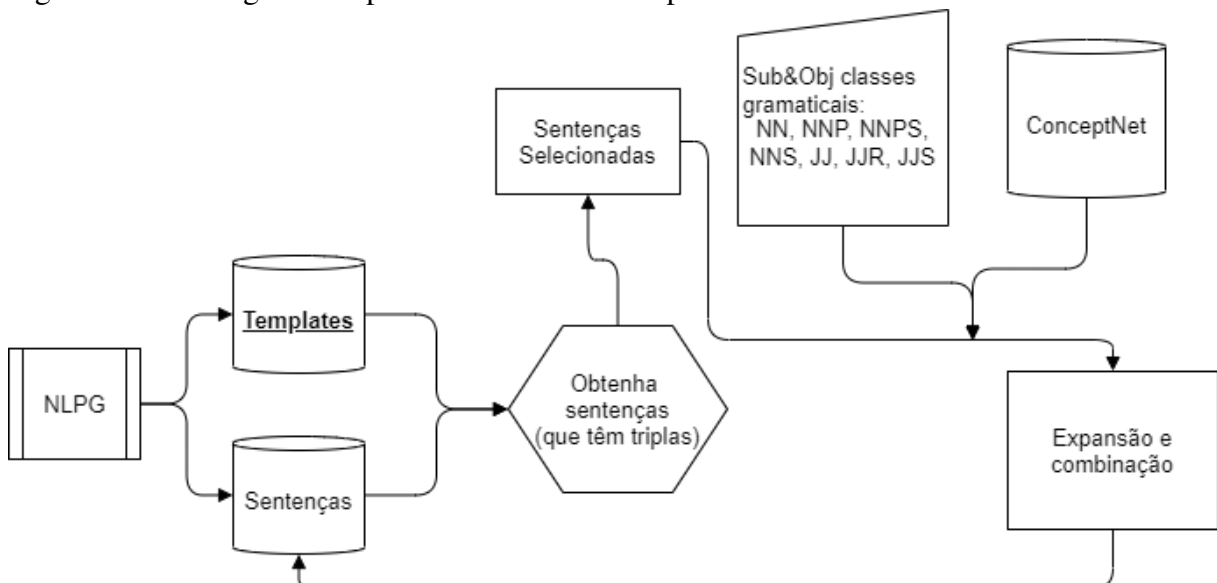 Sub&Obj classes
gramaticais:
NN, NNP, NNPS,
NNS, JJ, JJR, JJS
ConceptNet
Sentenças
Selecionadas
Templates
NLPG
Obtenha
sentenças
(que têm triplas)
Expansão e
combinação
Sentenças